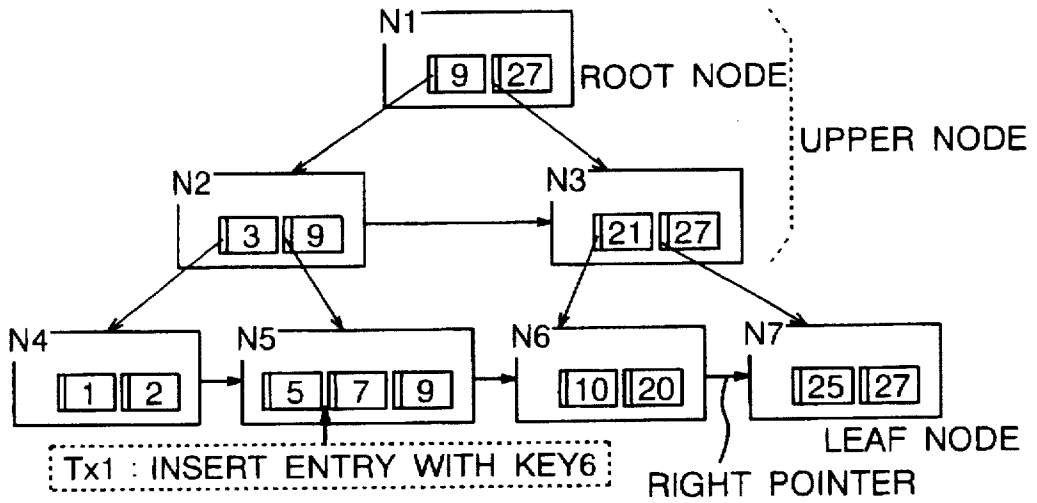 N1
9 27
ROOT NODE
UPPER NODE
N2
3 9
N3
21 27
N4
1 2
N5
5 7 9
N6
10 20
N7
25 27
LEAF NODE
Tx1 : INSERT ENTRY WITH KEY6
RIGHT POINTER